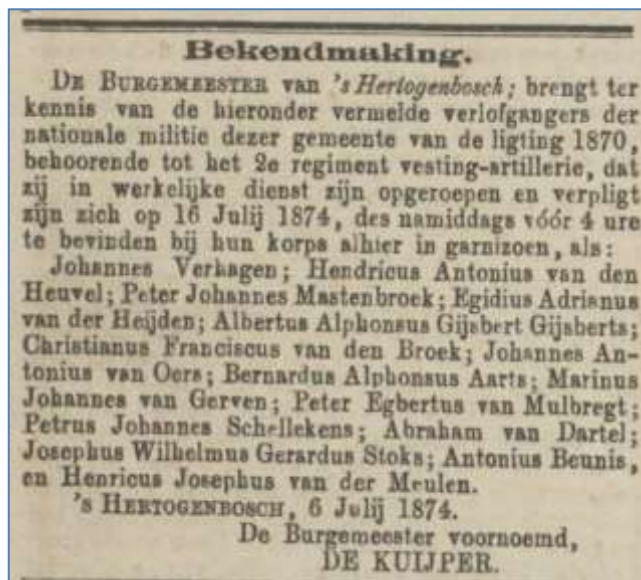 Bekendmaking.
DE BURGEMEESTER van 's Hertogenbosch; brengt ter
kennis van de hieronder vermelde verlofgangers der
nationale militie dezer gemeente van de ligting 1870,
behoorende tot het 2e regiment vesting-artillerie, dat
zij in werkelijke dienst zijn opgeroepen en verpligt
zijn zich op 16 Julij 1874, des namiddags vóór 4 ure
te bevinden bij hun korps alhier in garnizoen, als:
Johannes Verhagen; Hendricus Antonius van den
Heuvel; Peter Johannes Mastenbroek; Egidius Adrianus
van der Heijden; Albertus Alphonsus Gijsbert Gijsberts;
Christianus Franciscus van den Broek; Johannes An-
tonius van Oers; Bernardus Alphonsus Aarts; Marinus
Johannes van Gerven; Peter Egbertus van Mulbregt;
Petrus Johannes Schellekens; Abraham van Dartel;
Josephus Wilhelmus Gerardus Stoks; Antonius Beunis,
en Henricus Josephus van der Meulen.
's HERTOGENBOSCH, 6 Julij 1874.
De Burgemeester voornoemd,
DE KUIJPER.